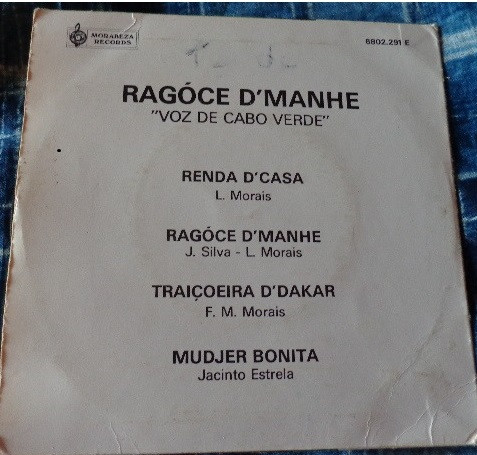 MORABEZA
RECORDS
6802.291 E
RAGÓCE D'MANHE
"VOZ DE CABO VERDE"
RENDA D'CASA
L. Morais
RAGÓCE D'MANHE
J. Silva - L. Morais
TRAIÇOEIRA D'DAKAR
F. M. Morais
MUDJER BONITA
Jacinto Estrela